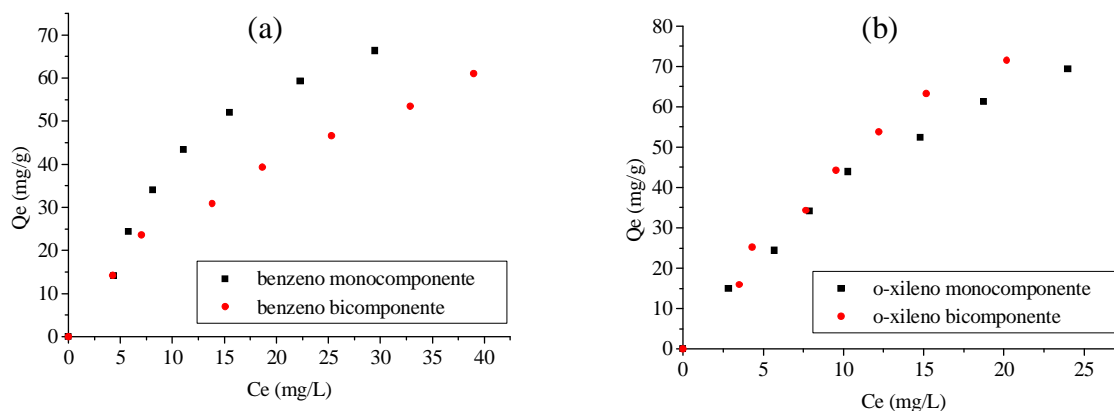 (a)
70
60
50
40
30
20
10
0
Qe (mg/g)
benzeno monocomponente
benzeno bicomponente
0 5 10 15 20 25 30 35 40
Ce (mg/L)
(b)
80
70
60
50
40
30
20
10
0
Qe (mg/g)
o-xileno monocomponente
o-xileno bicomponente
0 5 10 15 20 25
Ce (mg/L)